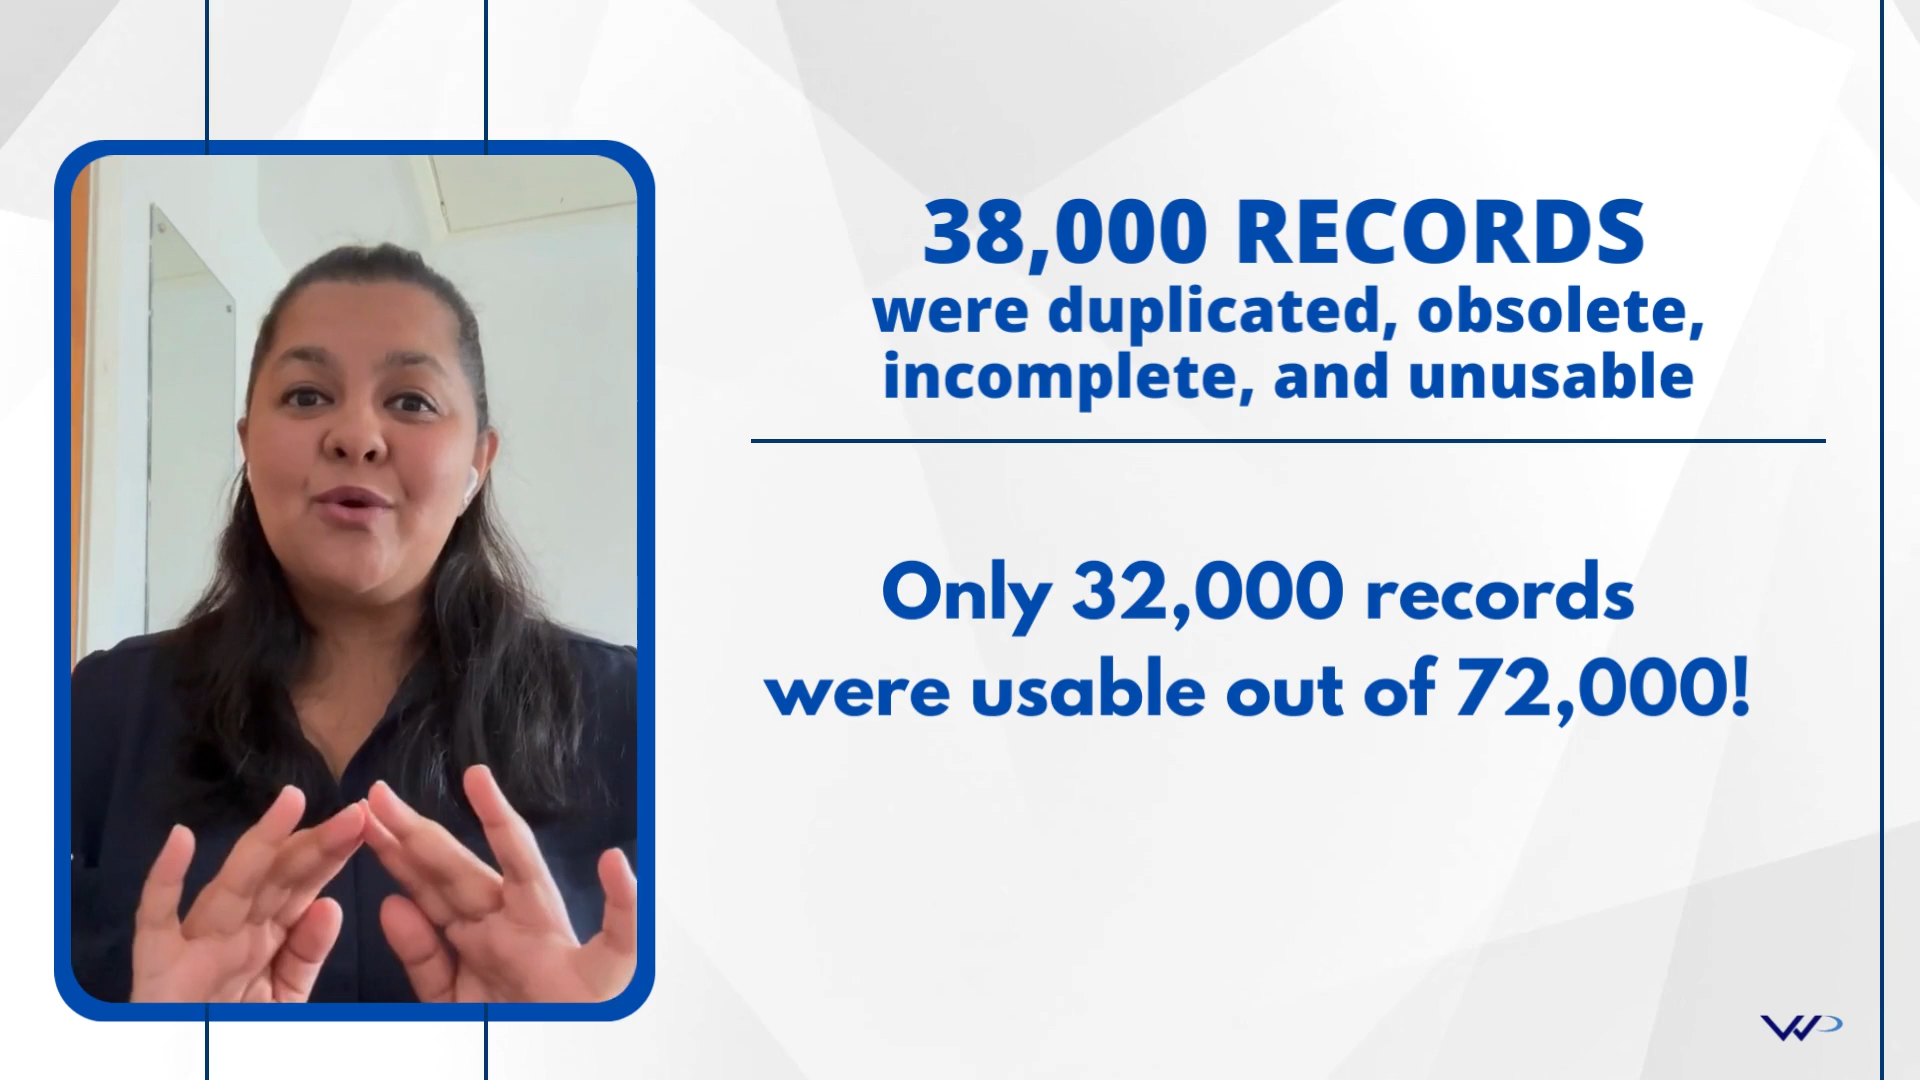 38,000 RECORDS
were duplicated, obsolete,
incomplete, and unusable
Only 32,000 records
were usable out of 72,000!
WP